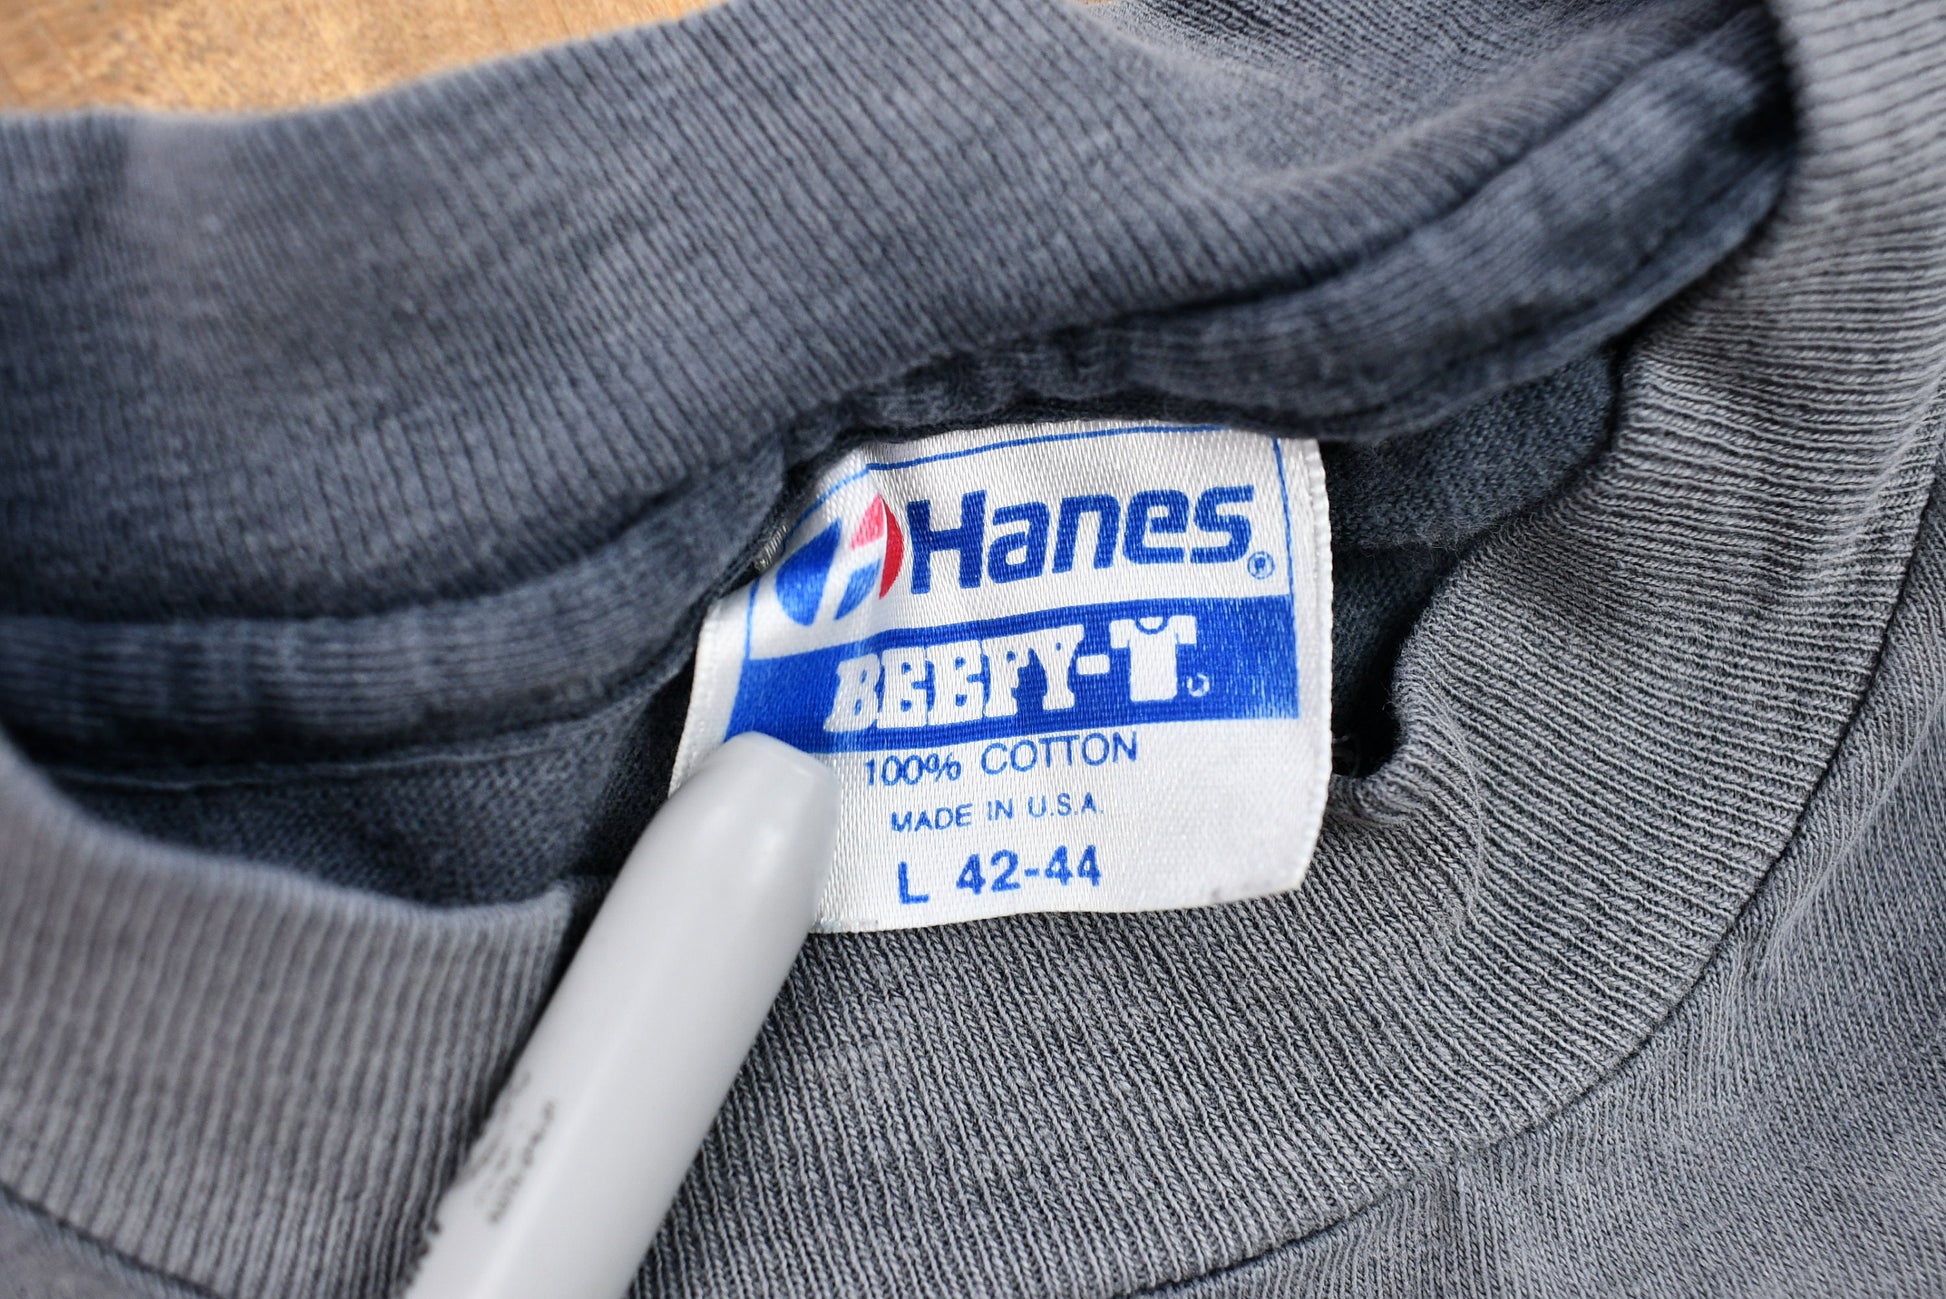 Hanes®
BEEFY-T®
100% COTTON
MADE IN U.S.A.
L 42-44